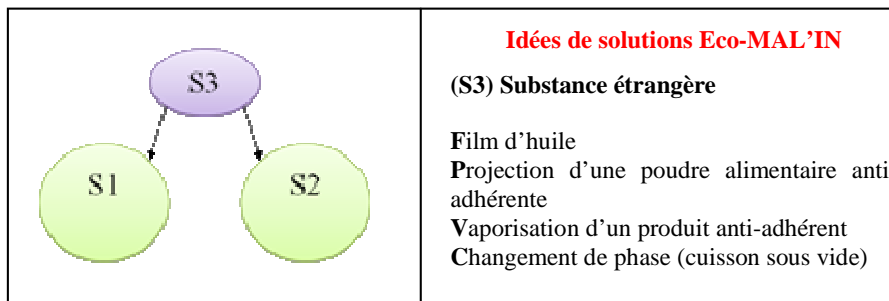 S3
S1
S2
Idées de solutions Eco-MAL’IN
(S3) Substance étrangère
Film d’huile
Projection d’une poudre alimentaire anti
adhérente
Vaporisation d’un produit anti-adhérent
Changement de phase (cuisson sous vide)